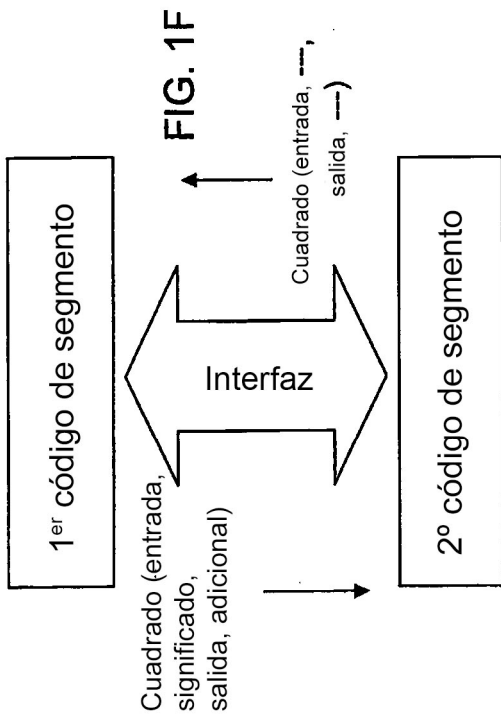 FIG. 1F
1er código de segmento
Cuadrado (entrada,
significado,
salida, adicional)
Interfaz
Cuadrado (entrada, ----,
salida, ---)
2º código de segmento